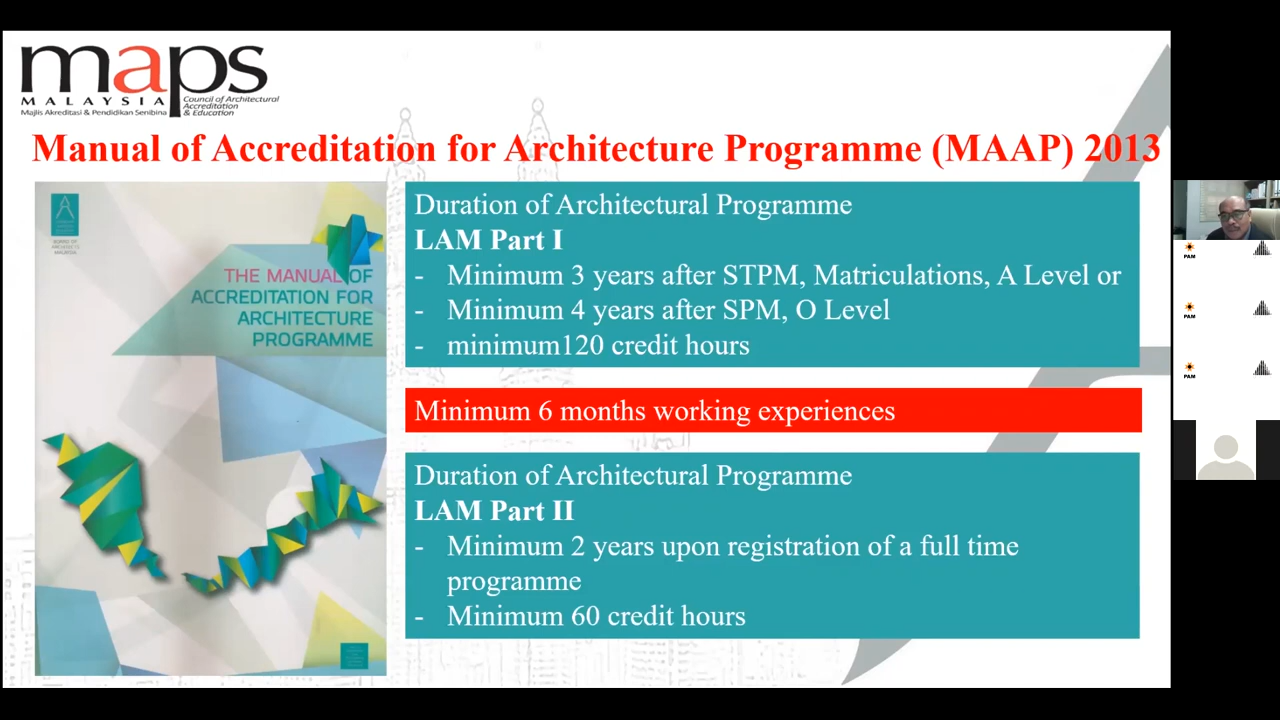 maps
MALAYSIA
Council of Architectural
Accreditation
& Education
Majlis Akreditasi & Pendidikan Senibina
Manual of Accreditation for Architecture Programme (MAAP) 2013
BOARD OF
ARCHITECTS
MALAYSIA
THE MANUAL OF
ACCREDITATION FOR
ARCHITECTURE
PROGRAMME
Duration of Architectural Programme
LAM Part I
- Minimum 3 years after STPM, Matriculations, A Level or
- Minimum 4 years after SPM, O Level
- minimum120 credit hours
Minimum 6 months working experiences
Duration of Architectural Programme
LAM Part II
- Minimum 2 years upon registration of a full time
programme
- Minimum 60 credit hours
PAM
PAM
PAM